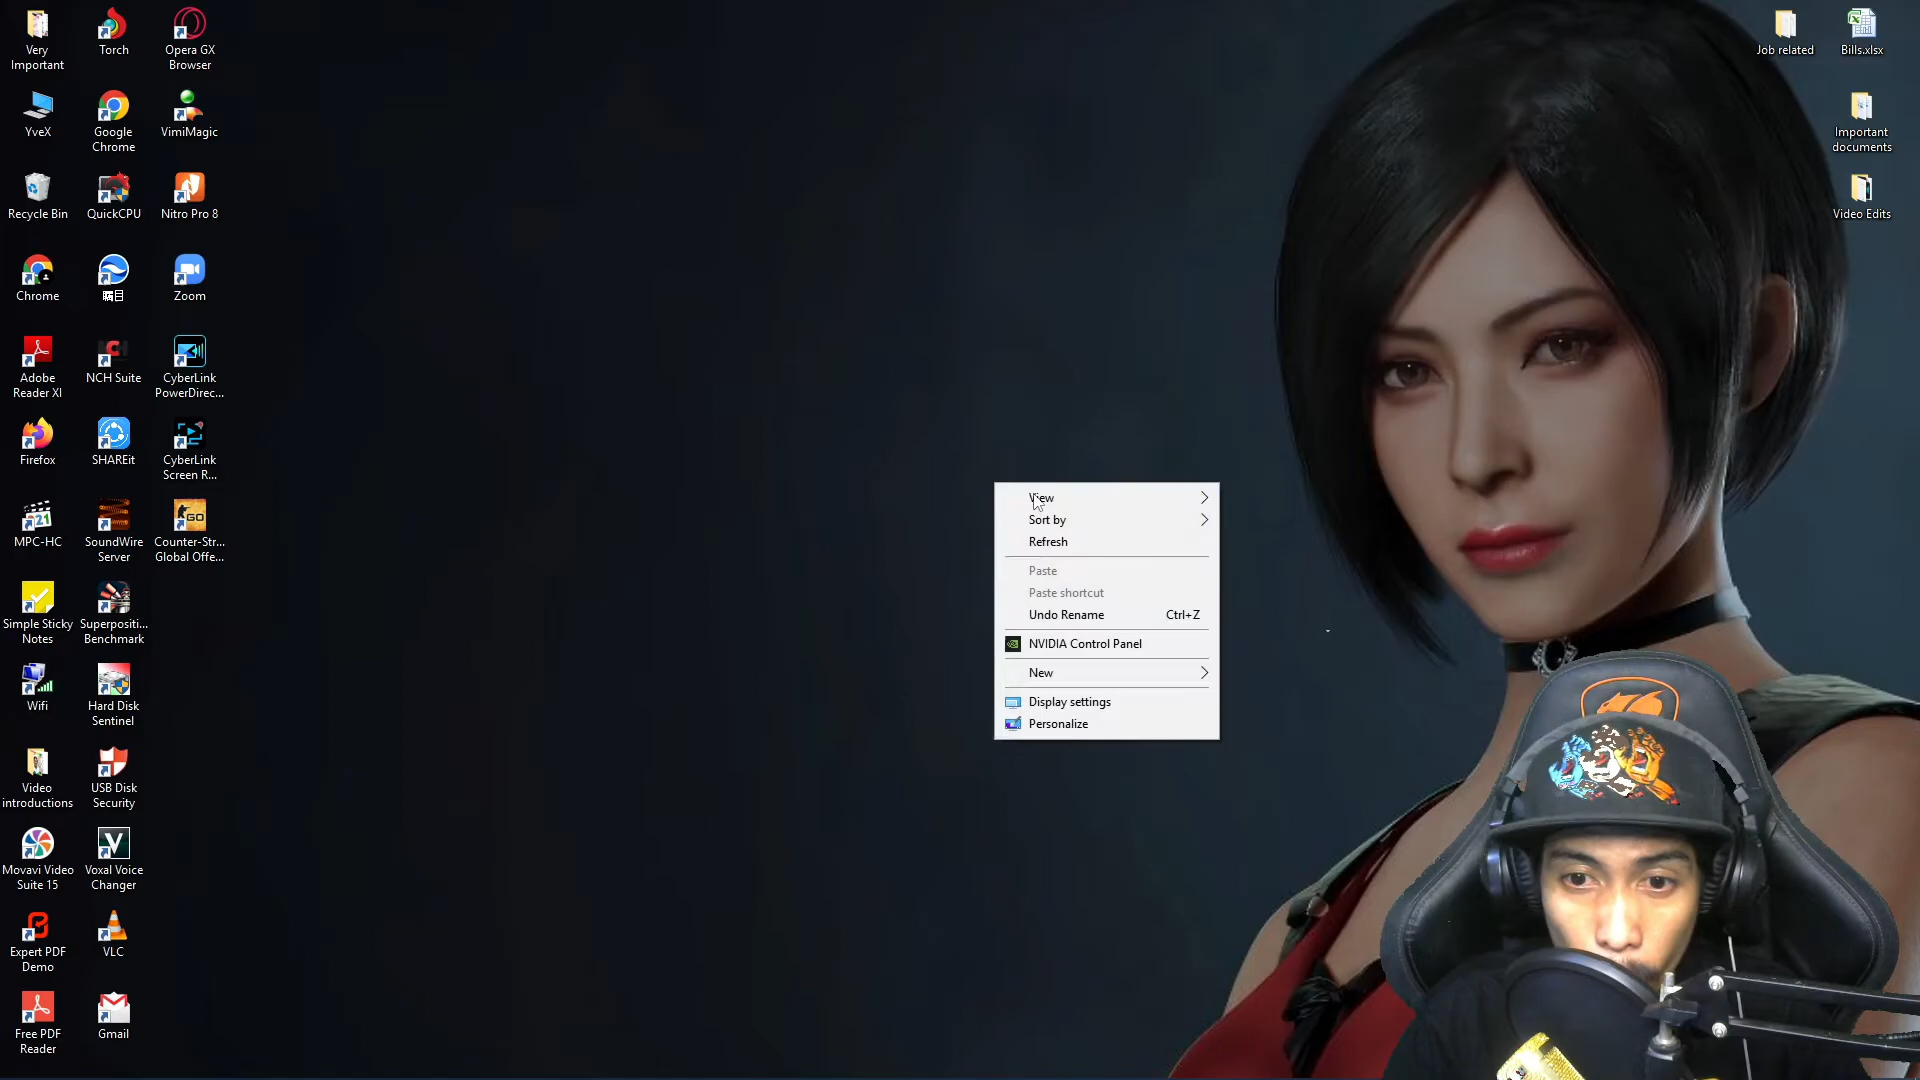 Very
Important
Torch
Opera GX
Browser
YveX
Google
Chrome
VimiMagic
Recycle Bin
QuickCPU
Nitro Pro 8
Chrome
Zoom
Adobe
Reader XI
NCH Suite
CyberLink
PowerDirec...
Firefox
SHAREit
CyberLink
Screen R...
MPC-HC
SoundWire
Server
Counter-Str...
Global Offe...
Simple Sticky
Notes
Superpositi...
Benchmark
Wifi
Hard Disk
Sentinel
Video
introductions
USB Disk
Security
Movavi Video
Suite 15
Voxal Voice
Changer
Expert PDF
Demo
VLC
Free PDF
Reader
Gmail
View
Sort by
Refresh
Paste
Paste shortcut
Undo Rename Ctrl+Z
NVIDIA Control Panel
New
Display settings
Personalize
Job related
Bills.xlsx
Important
documents
Video Edits